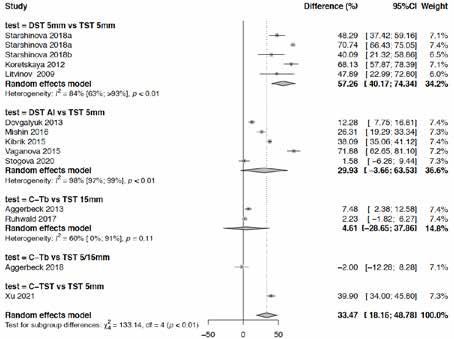 Study Difference (%) 95%CI Weight
test = DST 5mm vs TST 5mm
Starshinova 2018a 48.29 [37.42; 59.16] 7.1%
Starshinova 2018a 70.74 [66.43; 75.05] 7.4%
Starshinova 2018b 40.09 [21.32; 58.86] 6.5%
Koretskaya 2012 68.13 [57.87; 78.39] 7.2%
Litvinov 2009 47.89 [22.99; 72.80] 6.0%
Random effects model 57.26 [40.17; 74.34] 34.2%
Heterogeneity: I² = 84% [63%; >93%], p < 0.01
test = DST Al vs TST 5mm
Dovgalyuk 2013 12.28 [7.75; 16.81] 7.4%
Mishin 2016 26.31 [19.29; 33.34] 7.3%
Kibrik 2015 38.09 [35.06; 41.12] 7.4%
Vaganova 2015 71.88 [62.65; 81.10] 7.2%
Stogova 2020 1.58 [-6.28; 9.44] 7.3%
Random effects model 29.93 [-3.66; 63.53] 36.6%
Heterogeneity: I² = 98% [97%; 99%], p < 0.01
test = C-Tb vs TST 15mm
Aggerbeck 2013 7.48 [2.38; 12.58] 7.4%
Ruhwald 2017 2.23 [-1.82; 6.27] 7.4%
Random effects model 4.61 [-28.65; 37.86] 14.8%
Heterogeneity: I² = 60% [0%; 91%], p = 0.11
test = C-Tb vs TST 5/15mm
Aggerbeck 2018 -2.00 [-12.28; 8.28] 7.1%
test = C-TST vs TST 5mm
Xu 2021 39.90 [34.00; 45.80] 7.3%
Random effects model 33.47 [18.16; 48.78] 100.0%
Test for subgroup differences: χ²₄ = 133.14, df = 4 (p < 0.01)
-50 0 50